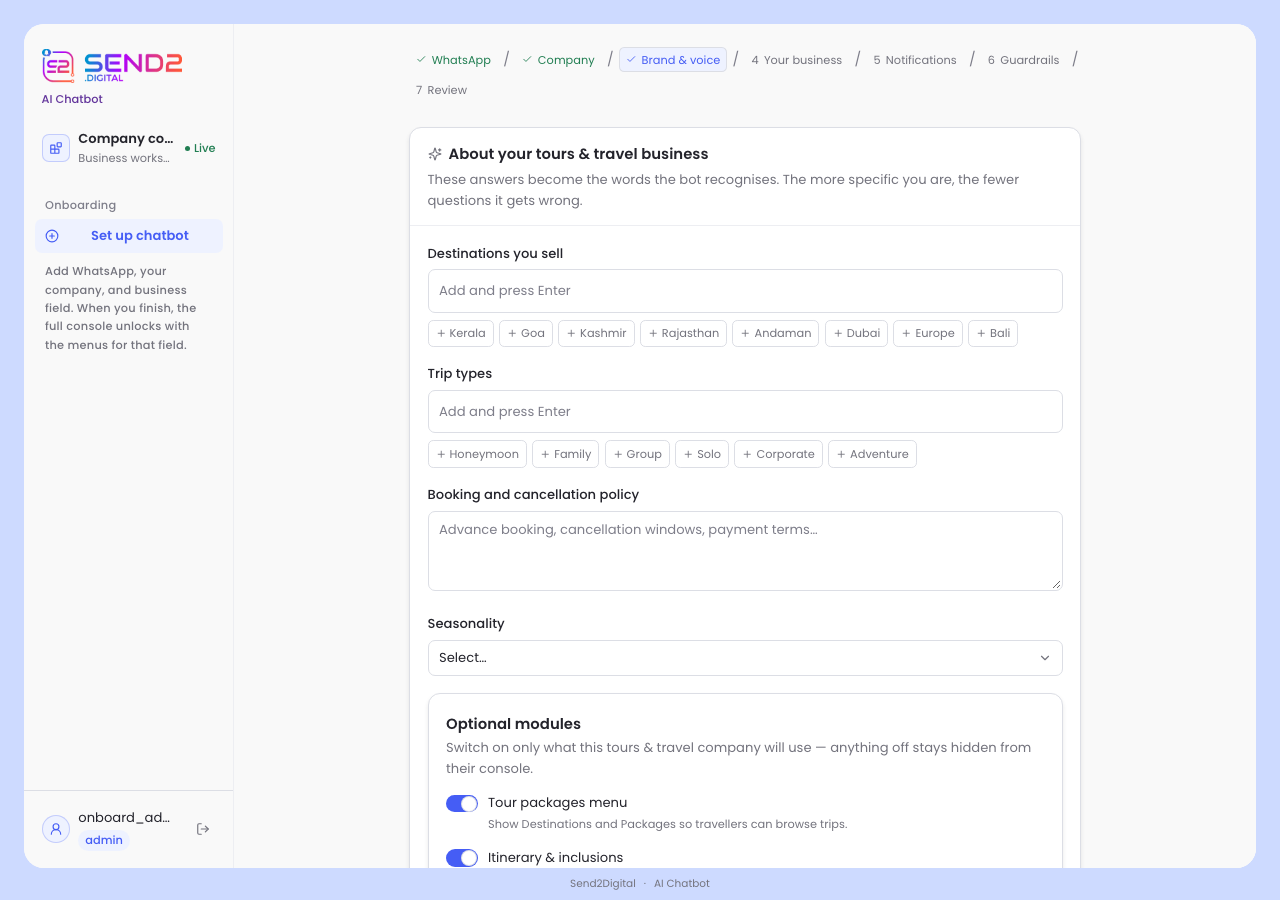 SEND2
.DIGITAL
AI Chatbot
Company co...
Business works...
Live
Onboarding
Set up chatbot
Add WhatsApp, your
company, and business
field. When you finish, the
full console unlocks with
the menus for that field.
onboard_ad...
admin
WhatsApp / Company / Brand & voice / 4 Your business / 5 Notifications / 6 Guardrails /
7 Review
About your tours & travel business
These answers become the words the bot recognises. The more specific you are, the fewer
questions it gets wrong.
Destinations you sell
Add and press Enter
+ Kerala + Goa + Kashmir + Rajasthan + Andaman + Dubai + Europe + Bali
Trip types
Add and press Enter
+ Honeymoon + Family + Group + Solo + Corporate + Adventure
Booking and cancellation policy
Advance booking, cancellation windows, payment terms...
Seasonality
Select...
Optional modules
Switch on only what this tours & travel company will use — anything off stays hidden from
their console.
Tour packages menu
Show Destinations and Packages so travellers can browse trips.
Itinerary & inclusions
Send2Digital · AI Chatbot